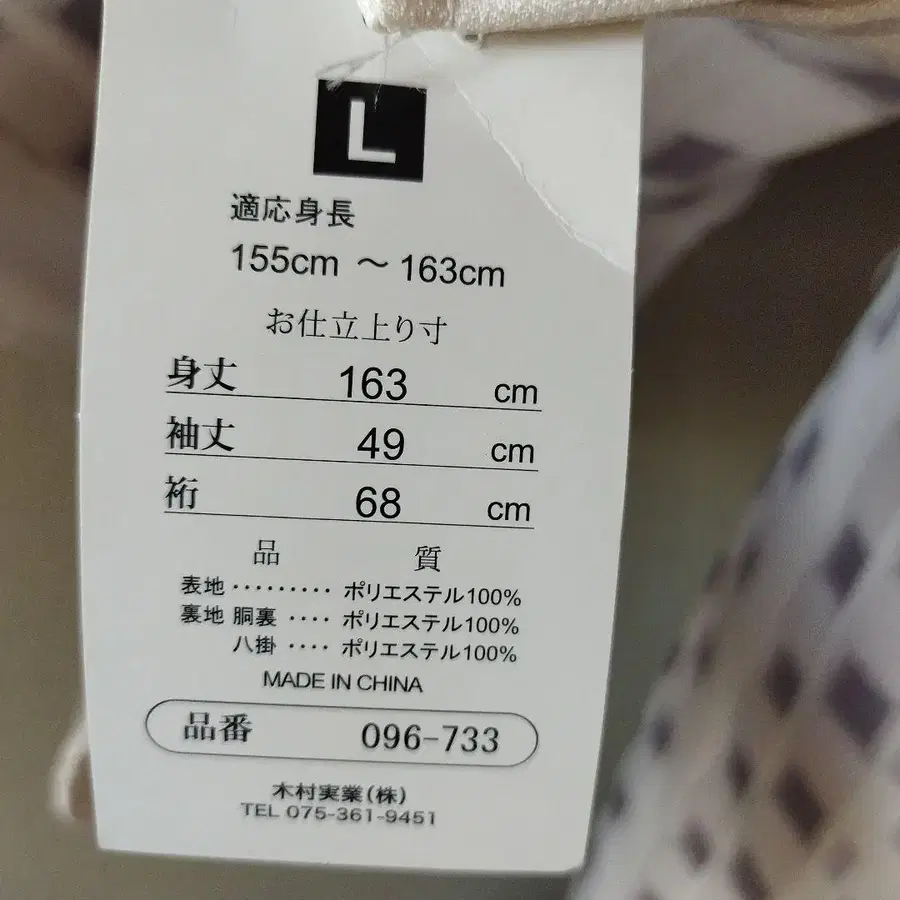 L
適応身長
155cm ～ 163cm
お仕立上り寸
身丈 163 cm
袖丈 49 cm
裄 68 cm
品 質
表地 ········· ポリエステル100%
裏地 胴裏 ···· ポリエステル100%
八掛 ···· ポリエステル100%
MADE IN CHINA
品番 096-733
木村実業(株)
TEL 075-361-9451